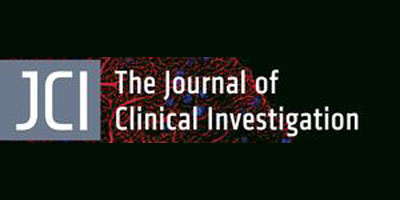 JCI
The Journal of
Clinical Investigation